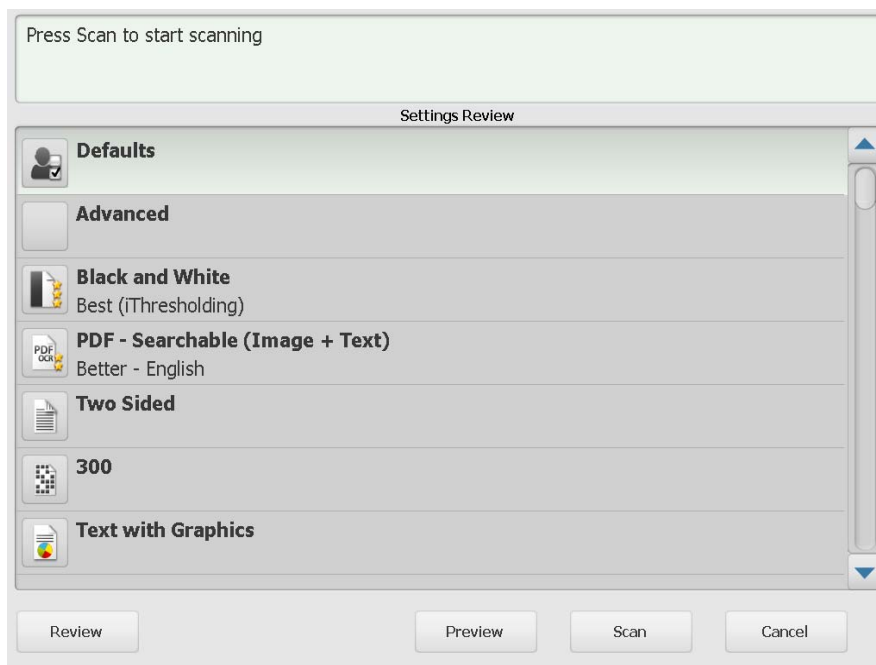 Press Scan to start scanning
Settings Review
Defaults
Advanced
Black and White
Best (iThresholding)
PDF OCR
PDF - Searchable (Image + Text)
Better - English
Two Sided
300
Text with Graphics
Review
Preview
Scan
Cancel